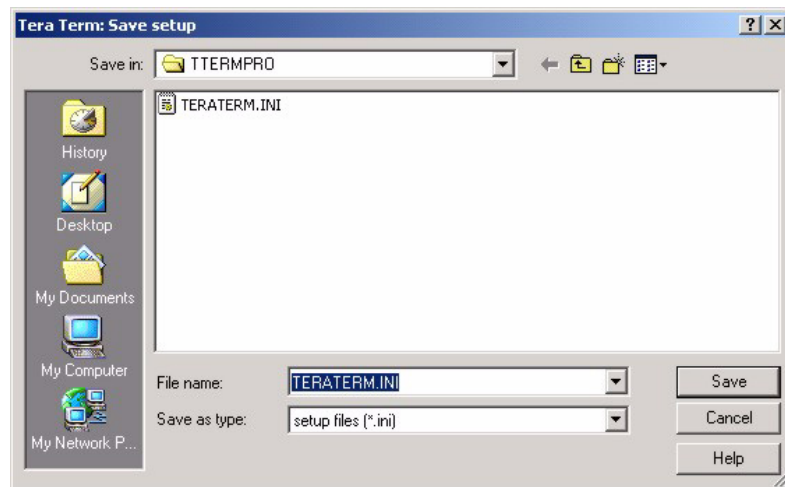 Tera Term: Save setup
Save in: TTERMPRO
TERATERM.INI
History
Desktop
My Documents
My Computer
My Network P...
File name: TERATERM.INI
Save
Save as type: setup files (*.ini)
Cancel
Help